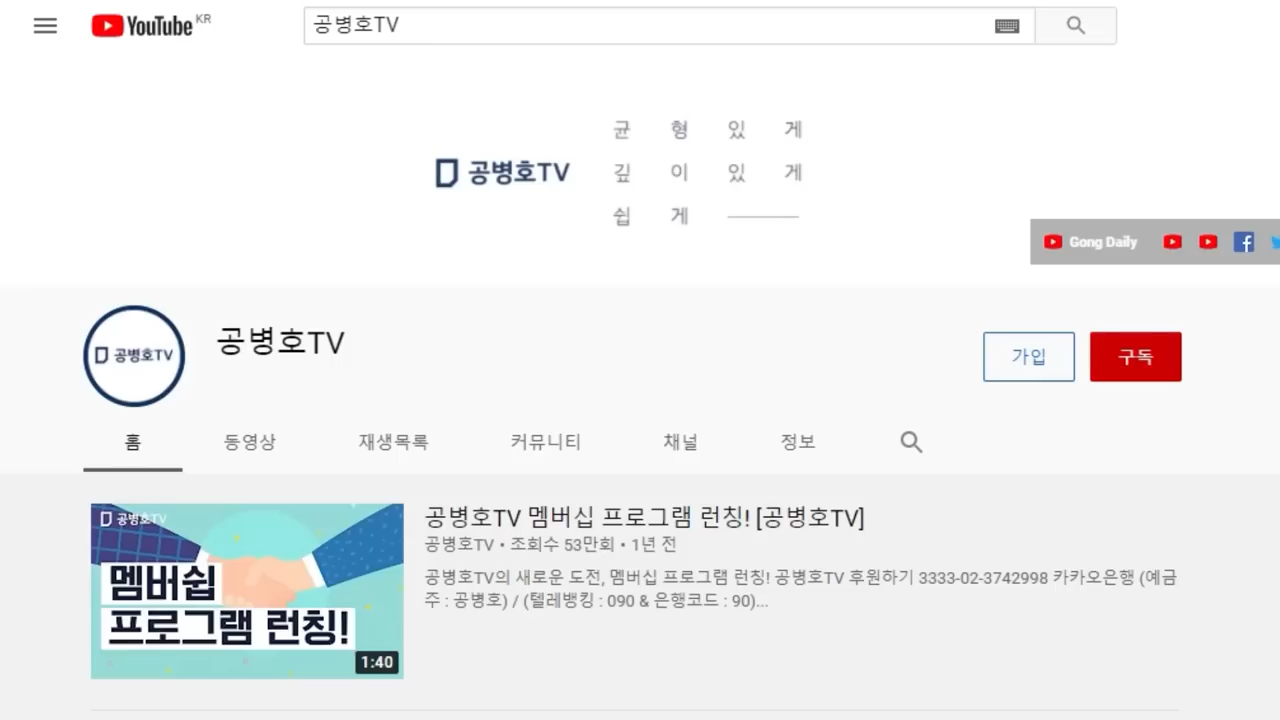 YouTube KR
공병호TV
공병호TV
균형있게
깊이있게
쉽게
Gong Daily
공병호TV
공병호TV
가입
구독
홈
동영상
재생목록
커뮤니티
채널
정보
공병호TV
멤버쉽
프로그램 런칭!
1:40
공병호TV 멤버십 프로그램 런칭! [공병호TV]
공병호TV • 조회수 53만회 • 1년 전
공병호TV의 새로운 도전, 멤버십 프로그램 런칭! 공병호TV 후원하기 3333-02-3742998 카카오은행 (예금
주 : 공병호) / (텔레뱅킹 : 090 & 은행코드 : 90)...